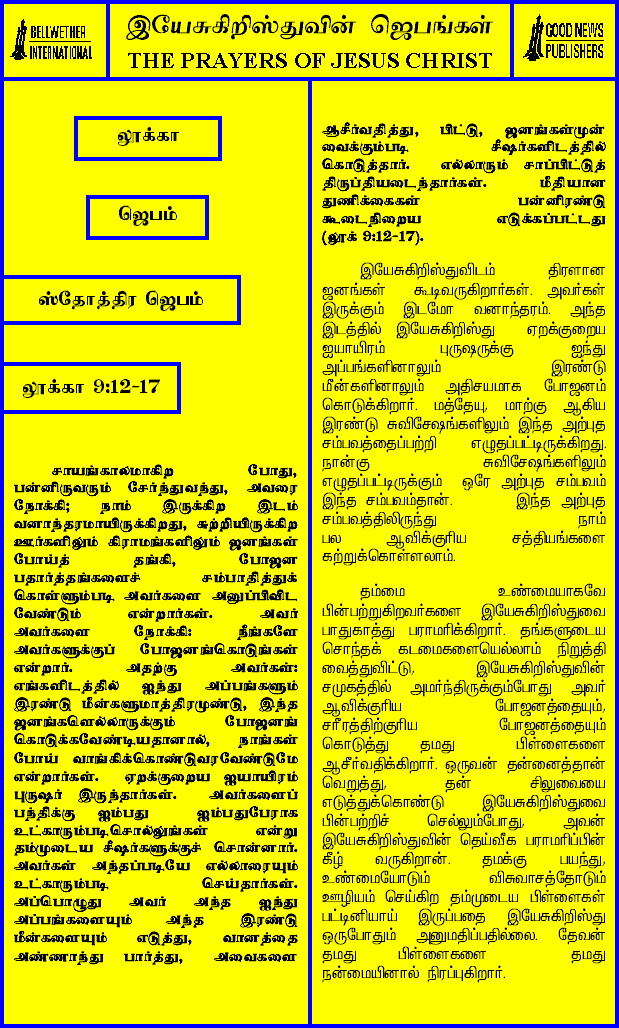 BELLWETHER
INTERNATIONAL
இயேசுகிறிஸ்துவின் ஜெபங்கள்
THE PRAYERS OF JESUS CHRIST
GOOD NEWS
PUBLISHERS
லூக்கா
ஜெபம்
ஸ்தோத்திர ஜெபம்
லூக்கா 9:12-17
சாயங்காலமாகிற போது,
பன்னிருவரும் சேர்ந்துவந்து, அவரை
நோக்கி; நாம் இருக்கிற இடம்
வனாந்தரமாயிருக்கிறது, சுற்றியிருக்கிற
ஊர்களிலும் கிராமங்களிலும் ஜனங்கள்
போய்த் தங்கி, போஜன
பதார்த்தங்களைச் சம்பாதித்துக்
கொள்ளும்படி அவர்களை அனுப்பிவிட
வேண்டும் என்றார்கள். அவர்
அவர்களை நோக்கி: நீங்களே
அவர்களுக்குப் போஜனங்கொடுங்கள்
என்றார். அதற்கு அவர்கள்:
எங்களிடத்தில் ஐந்து அப்பங்களும்
இரண்டு மீன்களுமாத்திரமுண்டு, இந்த
ஜனங்களெல்லாருக்கும் போஜனங்
கொடுக்கவேண்டியதானால், நாங்கள்
போய் வாங்கிக்கொண்டுவரவேண்டுமே
என்றார்கள். ஏறக்குறைய ஐயாயிரம்
புருஷர் இருந்தார்கள். அவர்களைப்
பந்திக்கு ஐம்பது ஐம்பதுபேராக
உட்காரும்படிசொல்லுங்கள் என்று
தம்முடைய சீஷர்களுக்குச் சொன்னார்.
அவர்கள் அந்தப்படியே எல்லாரையும்
உட்காரும்படி செய்தார்கள்.
அப்பொழுது அவர் அந்த ஐந்து
அப்பங்களையும் அந்த இரண்டு
மீன்களையும் எடுத்து, வானத்தை
அண்ணாந்து பார்த்து, அவைகளை
ஆசீர்வதித்து, பிட்டு, ஜனங்கள்முன்
வைக்கும்படி சீஷர்களிடத்தில்
கொடுத்தார். எல்லாரும் சாப்பிட்டுத்
திருப்தியடைந்தார்கள். மீதியான
துணிக்கைகள் பன்னிரண்டு
கூடைநிறைய எடுக்கப்பட்டது
(லூக் 9:12-17).
இயேசுகிறிஸ்துவிடம் திரளான
ஜனங்கள் கூடிவருகிறார்கள். அவர்கள்
இருக்கும் இடமோ வனாந்தரம். அந்த
இடத்தில் இயேசுகிறிஸ்து ஏறக்குறைய
ஐயாயிரம் புருஷருக்கு ஐந்து
அப்பங்களினாலும் இரண்டு
மீன்களினாலும் அதிசயமாக போஜனம்
கொடுக்கிறார். மத்தேயு, மாற்கு ஆகிய
இரண்டு சுவிசேஷங்களிலும் இந்த அற்புத
சம்பவத்தைப்பற்றி எழுதப்பட்டிருக்கிறது.
நான்கு சுவிசேஷங்களிலும்
எழுதப்பட்டிருக்கும் ஒரே அற்புத சம்பவம்
இந்த சம்பவம்தான். இந்த அற்புத
சம்பவத்திலிருந்து நாம்
பல ஆவிக்குரிய சத்தியங்களை
கற்றுக்கொள்ளலாம்.
தம்மை உண்மையாகவே
பின்பற்றுகிறவர்களை இயேசுகிறிஸ்துவை
பாதுகாத்து பராமரிக்கிறார். தங்களுடைய
சொந்தக் கடமைகளையெல்லாம் நிறுத்தி
வைத்துவிட்டு, இயேசுகிறிஸ்துவின்
சமுகத்தில் அமர்ந்திருக்கும்போது அவர்
ஆவிக்குரிய போஜனத்தையும்,
சரீரத்திற்குரிய போஜனத்தையும்
கொடுத்து தமது பிள்ளைகளை
ஆசீர்வதிக்கிறார். ஒருவன் தன்னைத்தான்
வெறுத்து, தன் சிலுவையை
எடுத்துக்கொண்டு இயேசுகிறிஸ்துவை
பின்பற்றிச் செல்லும்போது, அவன்
இயேசுகிறிஸ்துவின் தெய்வீக பராமரிப்பின்
கீழ் வருகிறான். தமக்கு பயந்து,
உண்மையோடும் விசுவாசத்தோடும்
ஊழியம் செய்கிற தம்முடைய பிள்ளைகள்
பட்டினியாய் இருப்பதை இயேசுகிறிஸ்து
ஒருபோதும் அனுமதிப்பதில்லை. தேவன்
தமது பிள்ளைகளை தமது
நன்மையினால் நிரப்புகிறார்.